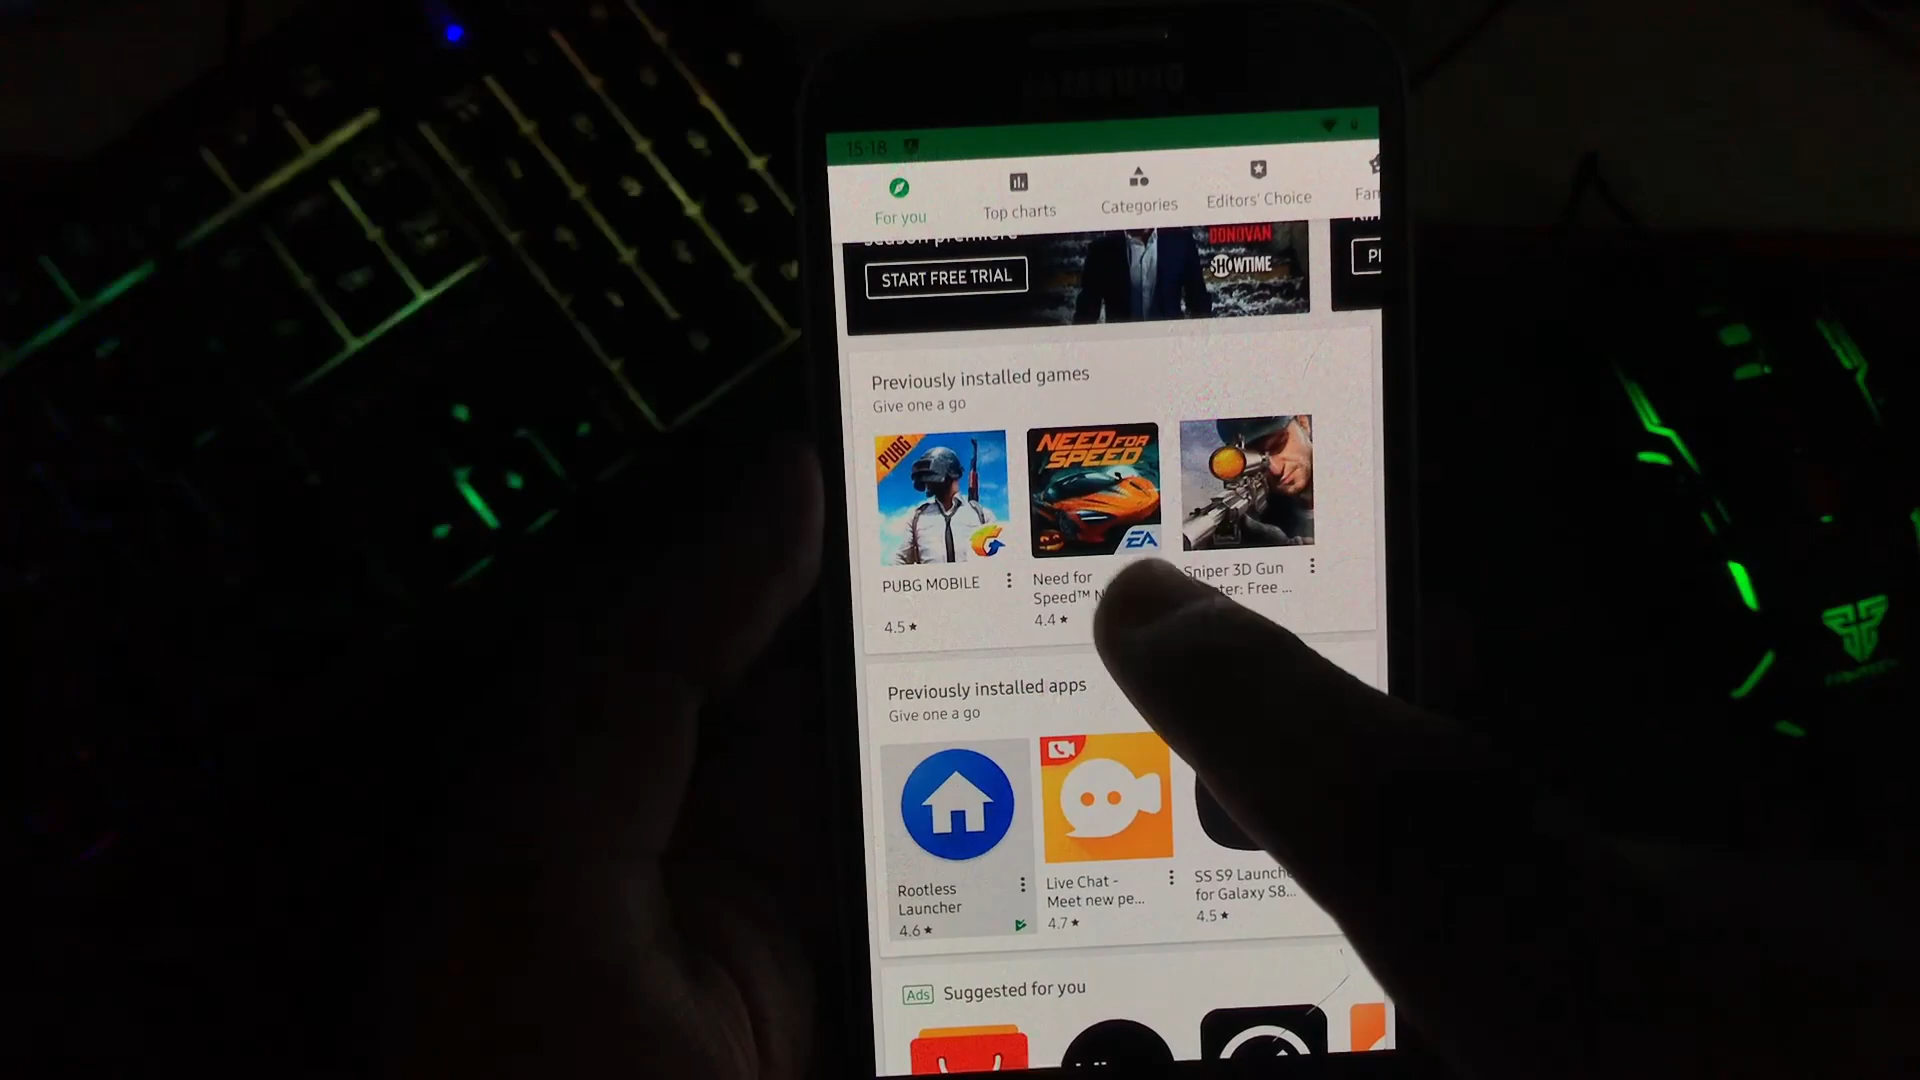 SAMSUNG
15-18
For you
Top charts
Categories
Editors' Choice
Fam
season premiere
START FREE TRIAL
DONOVAN
SHOWTIME
Previously installed games
Give one a go
PUBG
NEED FOR
SPEED
EA
PUBG MOBILE
4.5★
Need for
Speed™ N
4.4★
Sniper 3D Gun
ter: Free ...
Previously installed apps
Give one a go
Rootless
Launcher
4.6★
Live Chat -
Meet new pe...
4.7★
SS S9 Launche
for Galaxy S8...
4.5★
Ads Suggested for you